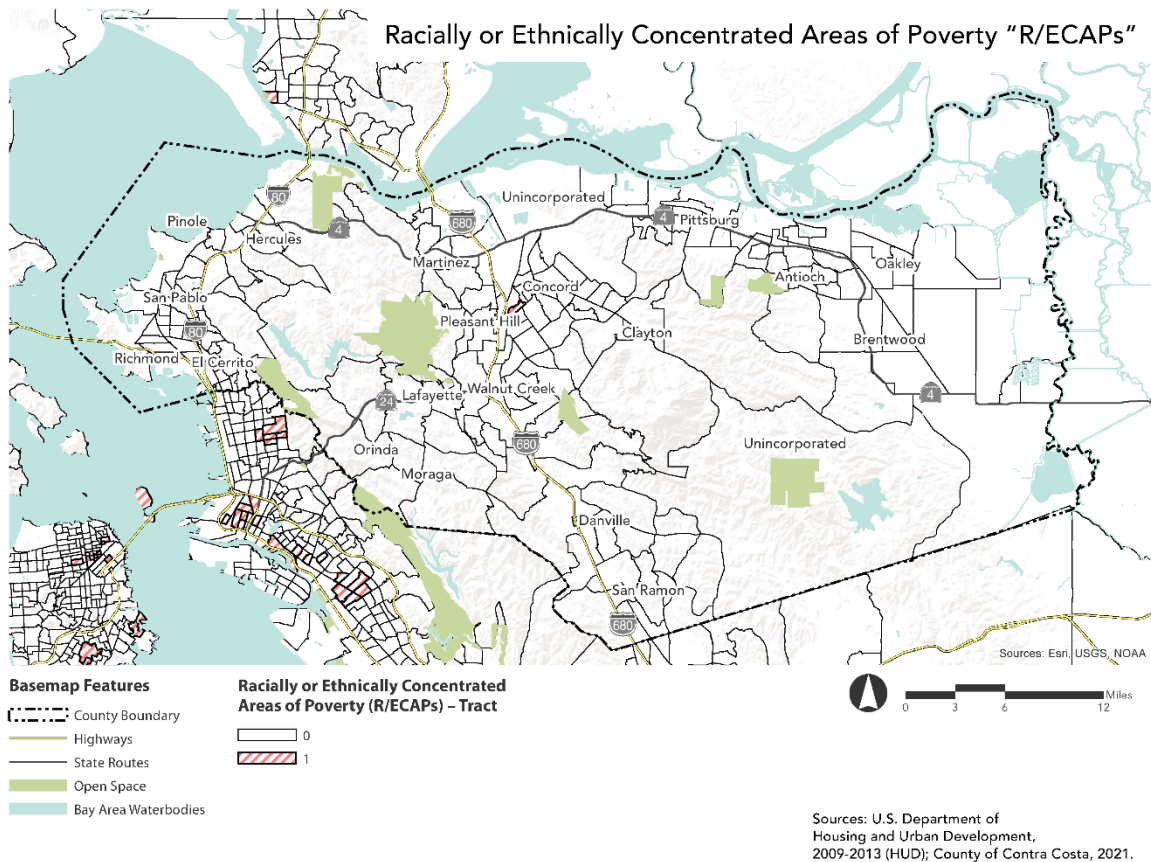 Racially or Ethnically Concentrated Areas of Poverty “R/ECAPs”
Unincorporated
80
Pinole
680
4
Pittsburg
4
Hercules
Martinez
Oakley
Antioch
Concord
San Pablo
80
Pleasant Hill
Clayton
Brentwood
Richmond
El Cerrito
Walnut Creek
Lafayette
24
4
680
Unincorporated
Orinda
Moraga
Danville
San Ramon
680
Sources: Esri, USGS, NOAA
Basemap Features
County Boundary
Highways
State Routes
Open Space
Bay Area Waterbodies
Racially or Ethnically Concentrated
Areas of Poverty (R/ECAPs) – Tract
0
1
Miles
0 3 6 12
Sources: U.S. Department of
Housing and Urban Development,
2009-2013 (HUD); County of Contra Costa, 2021.